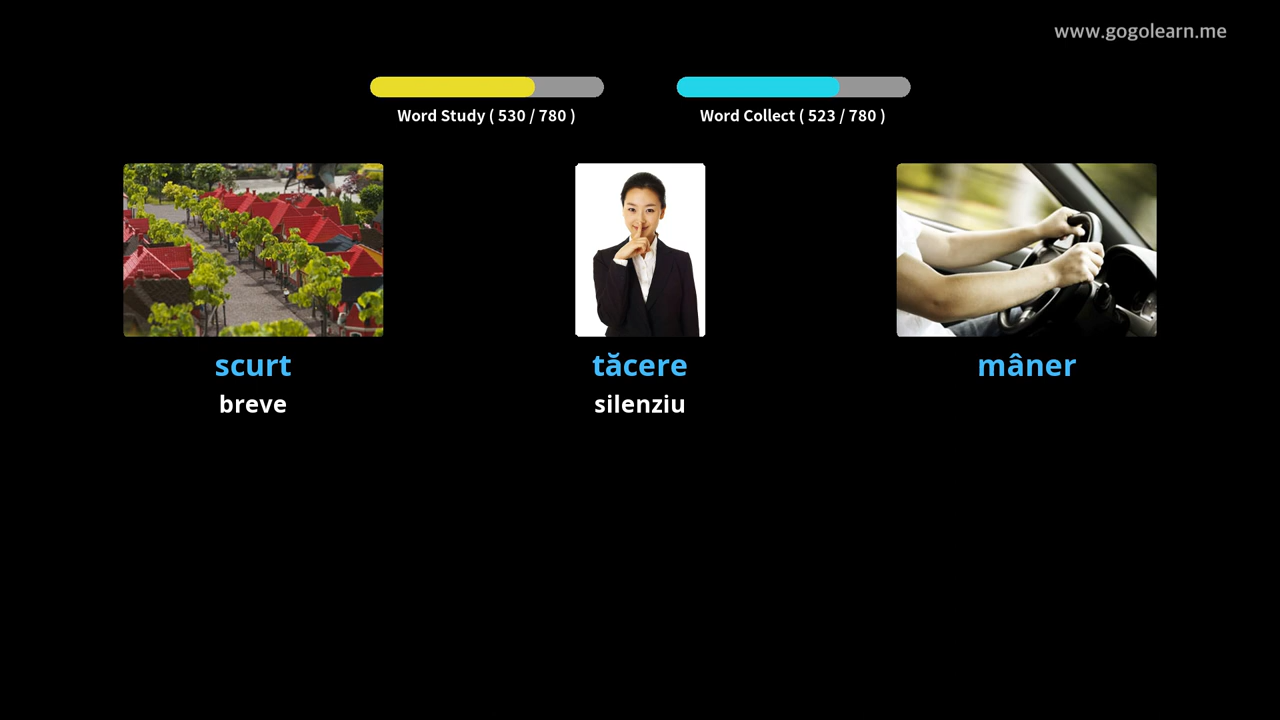 www.gogolearn.me
Word Study ( 530 / 780 )
Word Collect ( 523 / 780 )
scurt
breve
tăcere
silenziu
mâner